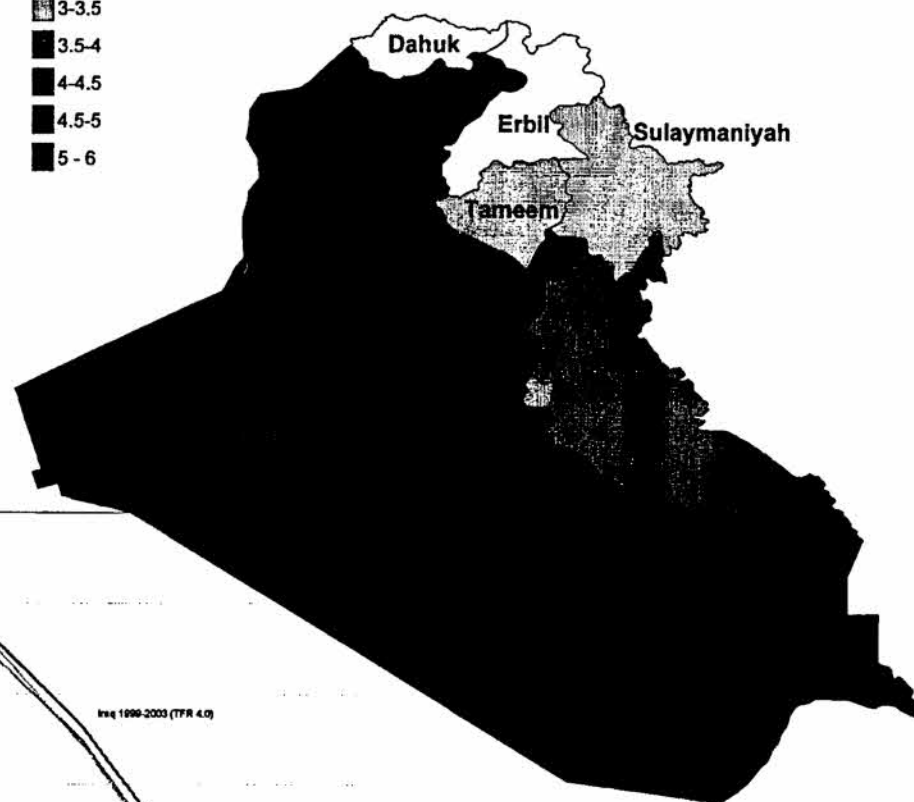 3-3.5
3.5-4
4-4.5
4.5-5
5 - 6
Dahuk
Erbil
Sulaymaniyah
Tameem
Iraq 1999-2003 (TFR 4.0)